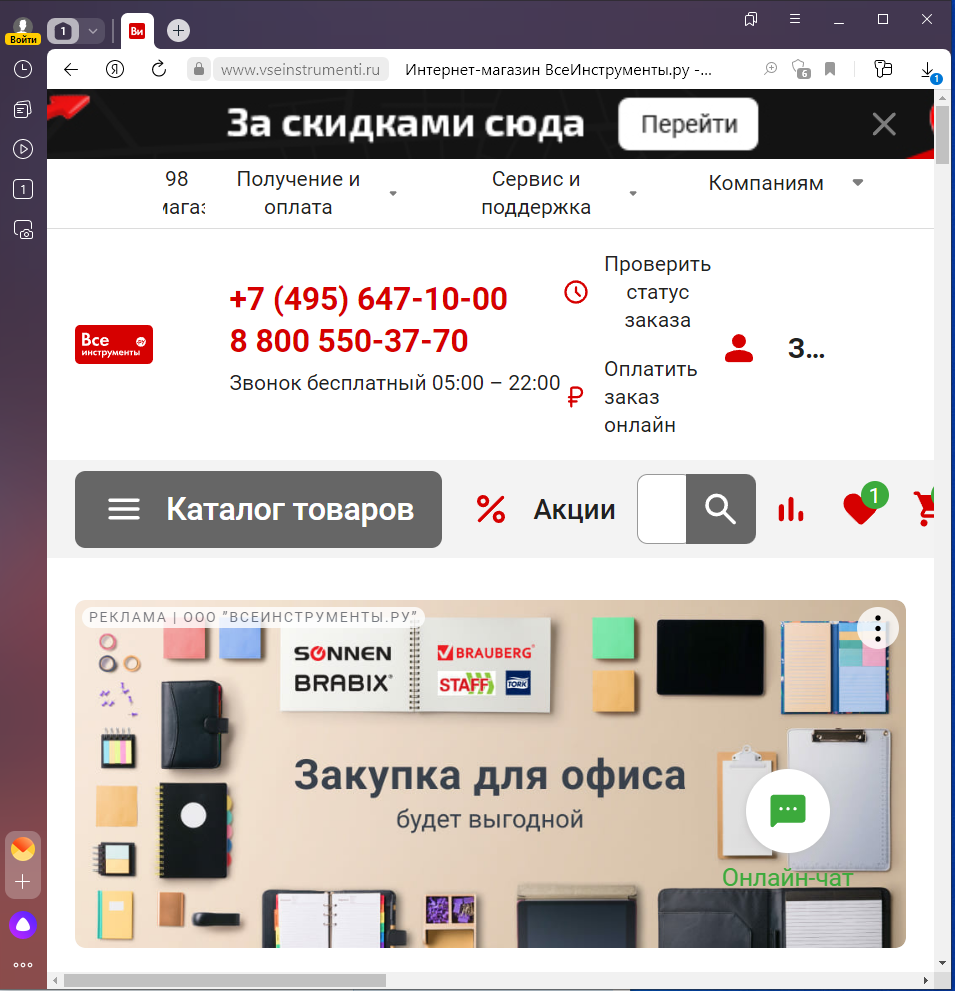 Войти
1
Ви
www.vseinstrumenti.ru
Интернет-магазин ВсеИнструменты.ру -...
6
1
1
За скидками сюда
Перейти
98
Получение и
оплата
Сервис и
поддержка
Компаниям
+7 (495) 647-10-00
8 800 550-37-70
Звонок бесплатный 05:00 – 22:00
Все
инструменты
ру
Проверить
статус
заказа
Оплатить
заказ
онлайн
З...
Каталог товаров
Акции
1
РЕКЛАМА | ООО "ВСЕИНСТРУМЕНТЫ.РУ"
SONNEN
BRAUBERG®
BRABIX®
STAFF
TORK
Закупка для офиса
будет выгодной
Онлайн-чат